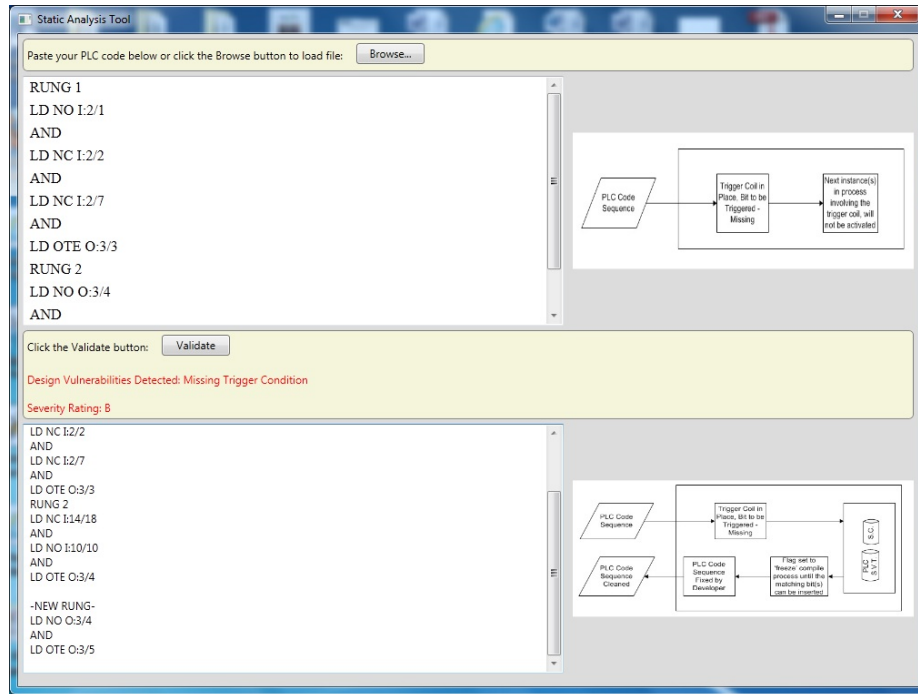 Static Analysis Tool
Paste your PLC code below or click the Browse button to load file:
Browse...
RUNG 1
LD NO I:2/1
AND
LD NC I:2/2
AND
LD NC I:2/7
AND
LD OTE O:3/3
RUNG 2
LD NO O:3/4
AND
PLC Code
Sequence
Trigger Coil in
Place, Bit to be
Triggered -
Missing
Next instance(s)
in process
involving the
trigger coil, will
not be activated
Click the Validate button:
Validate
Design Vulnerabilities Detected: Missing Trigger Condition
Severity Rating: B
LD NC I:2/2
AND
LD NC I:2/7
AND
LD OTE O:3/3
RUNG 2
LD NC I:14/18
AND
LD NO I:10/10
AND
LD OTE O:3/4
-NEW RUNG-
LD NO O:3/4
AND
LD OTE O:3/5
PLC Code
Sequence
Trigger Coil in
Place, Bit to be
Triggered -
Missing
S.C.
PLC
S.V.T
PLC Code
Sequence
Cleaned
PLC Code
Sequence
Fixed by
Developer
Flag set to
'freeze' compile
process until the
matching bit(s)
can be inserted